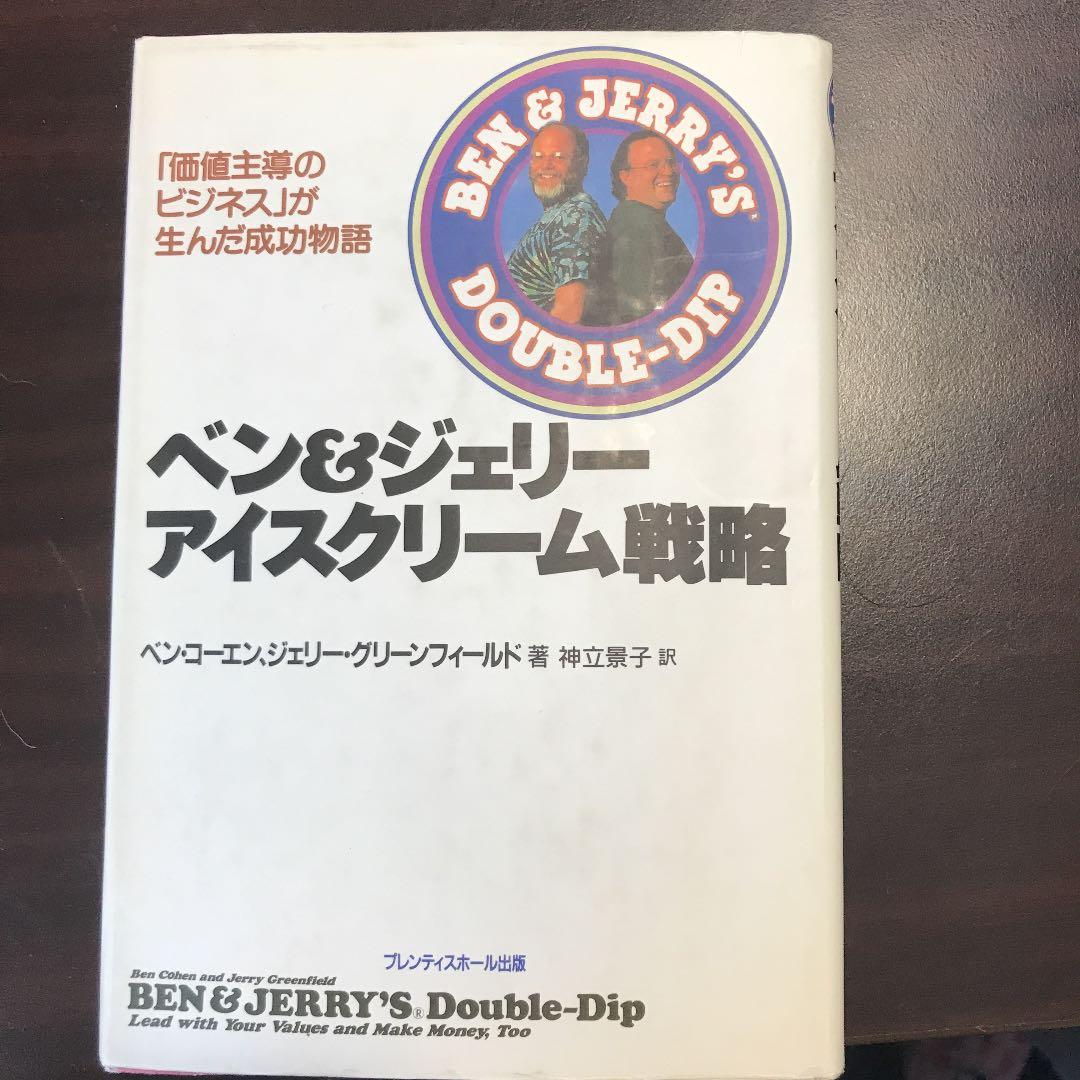 「価値主導の
ビジネス」が
生んだ成功物語
BEN & JERRY'S
DOUBLE-DIP
ベン&ジェリー
アイスクリーム戦略
ベン・コーエン、ジェリー・グリーンフィールド 著 神立景子 訳
プレンティスホール出版
Ben Cohen and Jerry Greenfield
BEN & JERRY'S® Double-Dip
Lead with Your Values and Make Money, Too